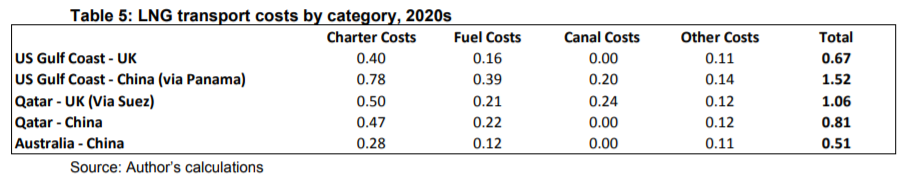 Table 5: LNG transport costs by category, 2020s
Charter Costs Fuel Costs Canal Costs Other Costs Total
US Gulf Coast - UK 0.40 0.16 0.00 0.11 0.67
US Gulf Coast - China (via Panama) 0.78 0.39 0.20 0.14 1.52
Qatar - UK (Via Suez) 0.50 0.21 0.24 0.12 1.06
Qatar - China 0.47 0.22 0.00 0.12 0.81
Australia - China 0.28 0.12 0.00 0.11 0.51
Source: Author's calculations